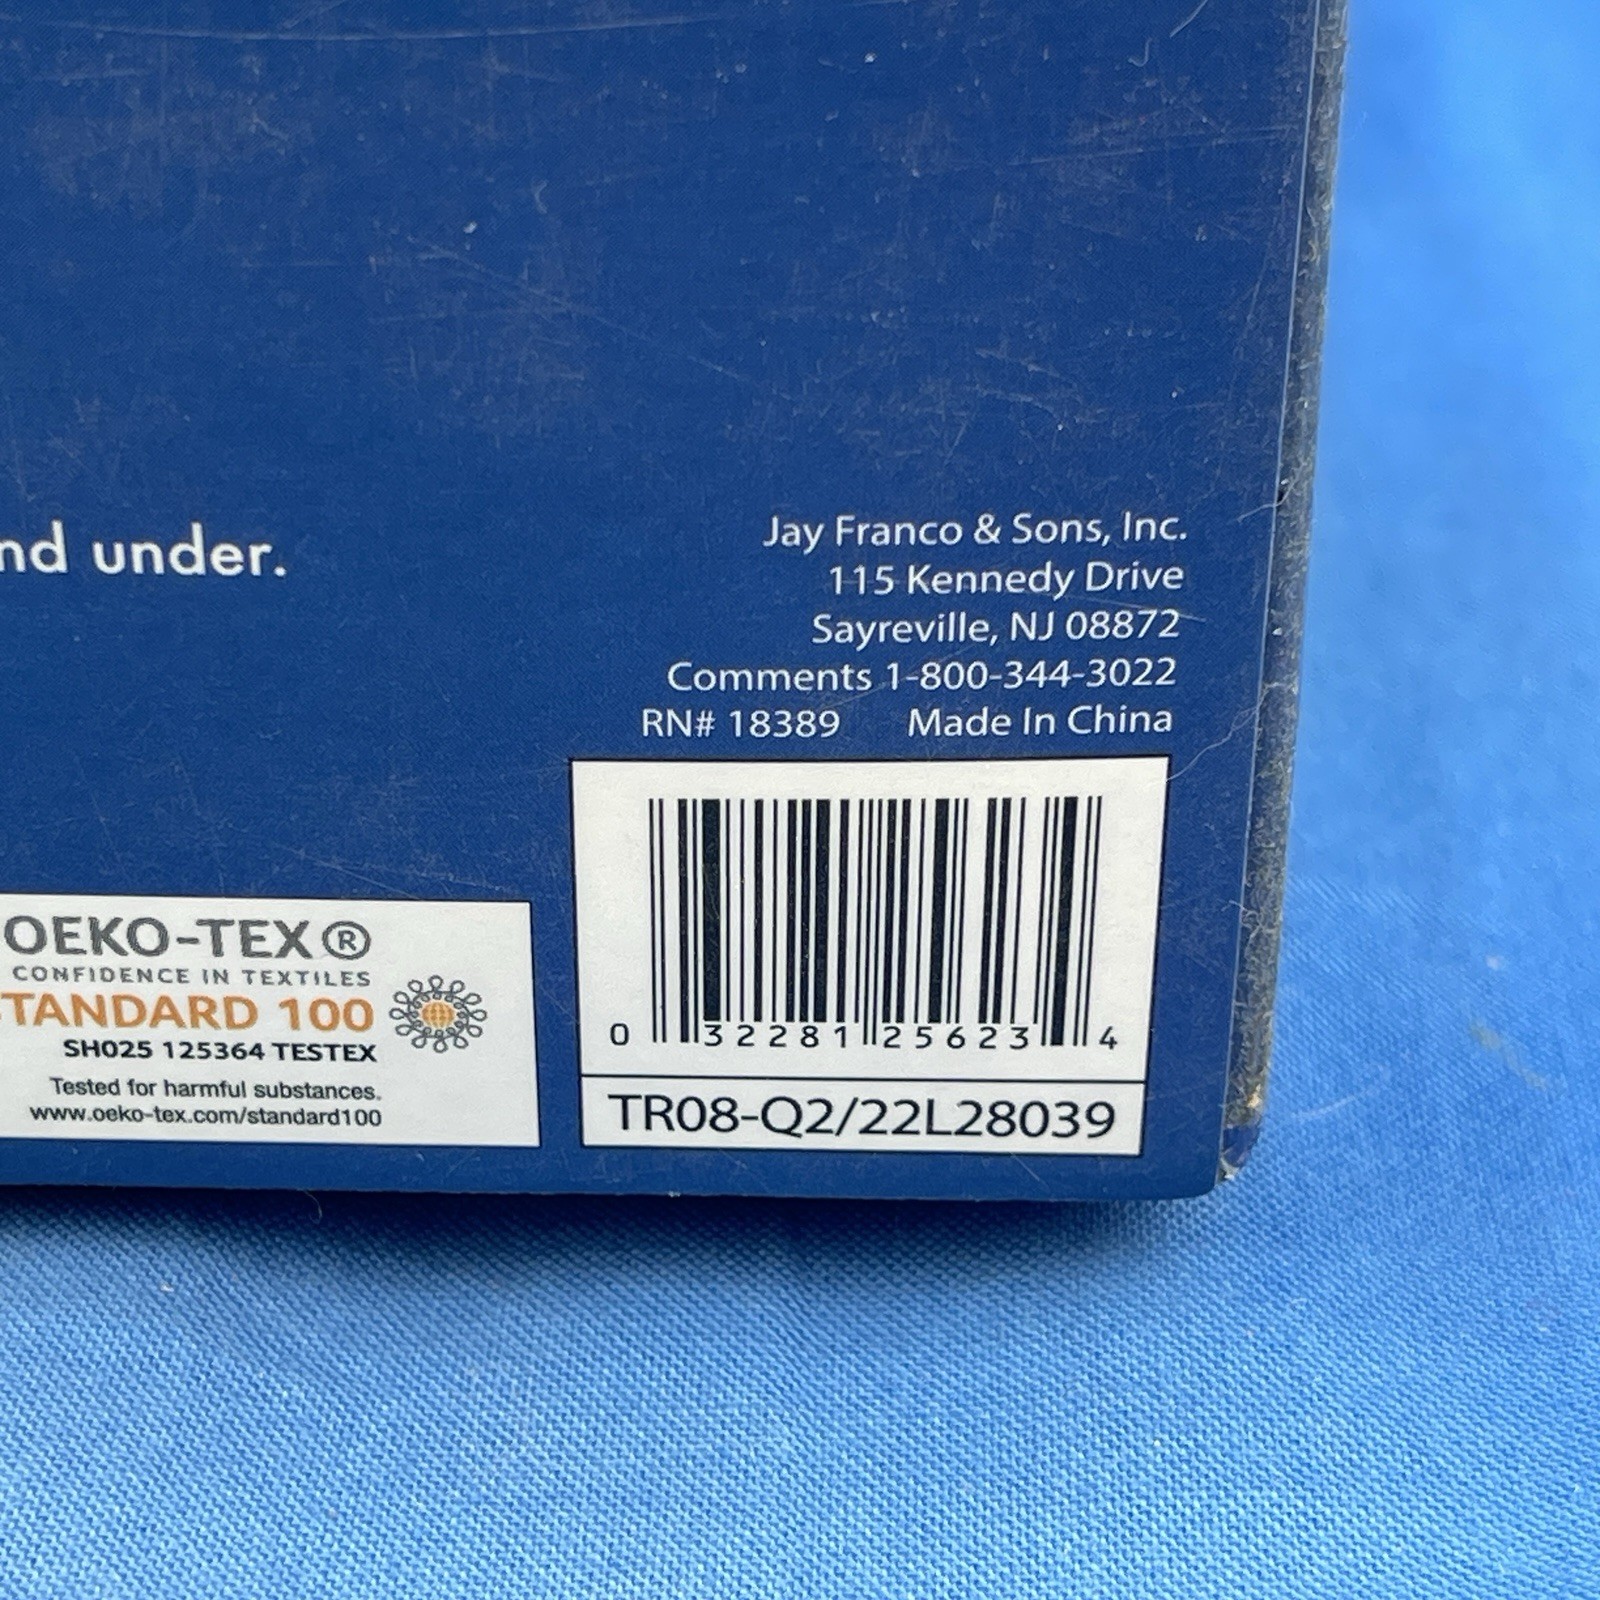 nd under.
Jay Franco & Sons, Inc.
115 Kennedy Drive
Sayreville, NJ 08872
Comments 1-800-344-3022
RN# 18389 Made In China
OEKO-TEX®
CONFIDENCE IN TEXTILES
STANDARD 100
SH025 125364 TESTEX
Tested for harmful substances.
www.oeko-tex.com/standard100
0 32281 25623 4
TR08-Q2/22L28039